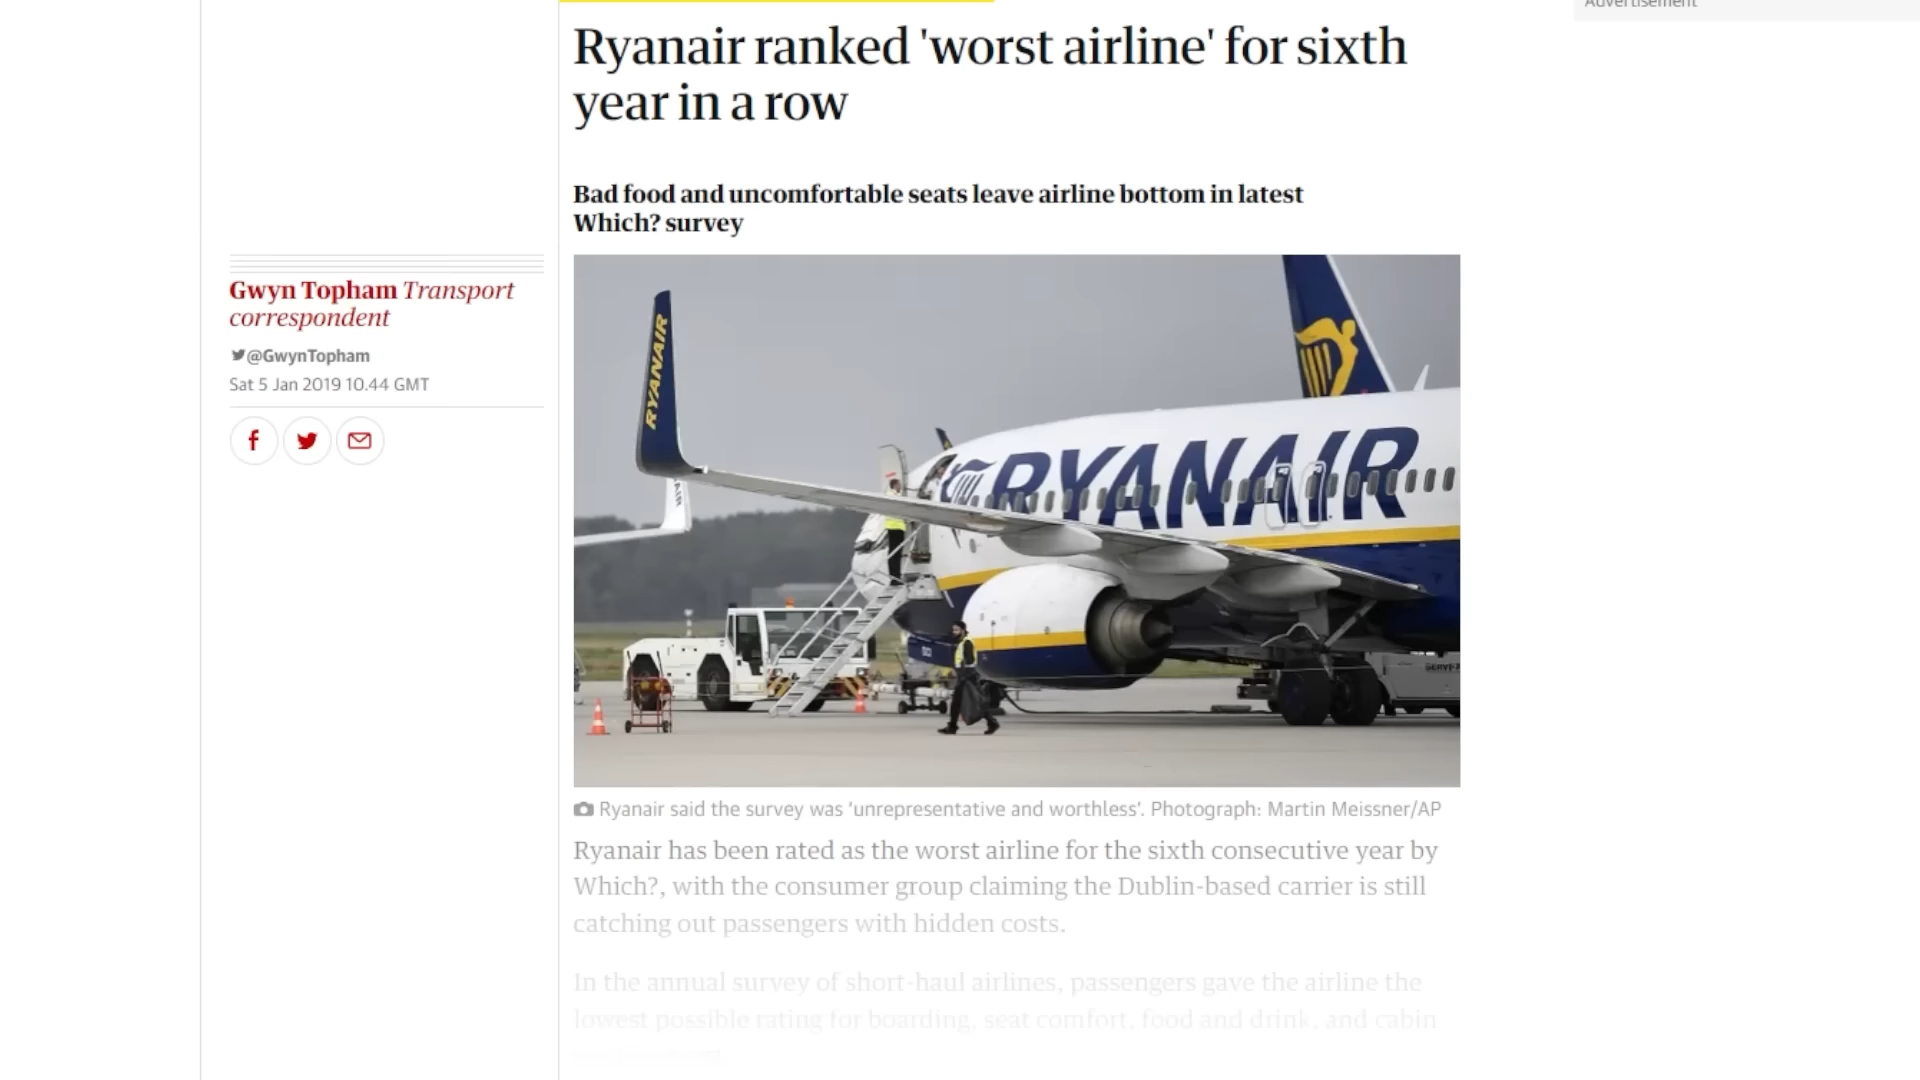 Advertisement
Ryanair ranked 'worst airline' for sixth
year in a row
Bad food and uncomfortable seats leave airline bottom in latest
Which? survey
Gwyn Topham Transport
correspondent
@GwynTopham
Sat 5 Jan 2019 10.44 GMT
RYANAIR
AIR
RYANAIR
Ryanair said the survey was 'unrepresentative and worthless'. Photograph: Martin Meissner/AP
Ryanair has been rated as the worst airline for the sixth consecutive year by
Which?, with the consumer group claiming the Dublin-based carrier is still
catching out passengers with hidden costs.
In the annual survey of short-haul airlines, passengers gave the airline the
lowest possible rating for boarding, seat comfort, food and drink, and cabin